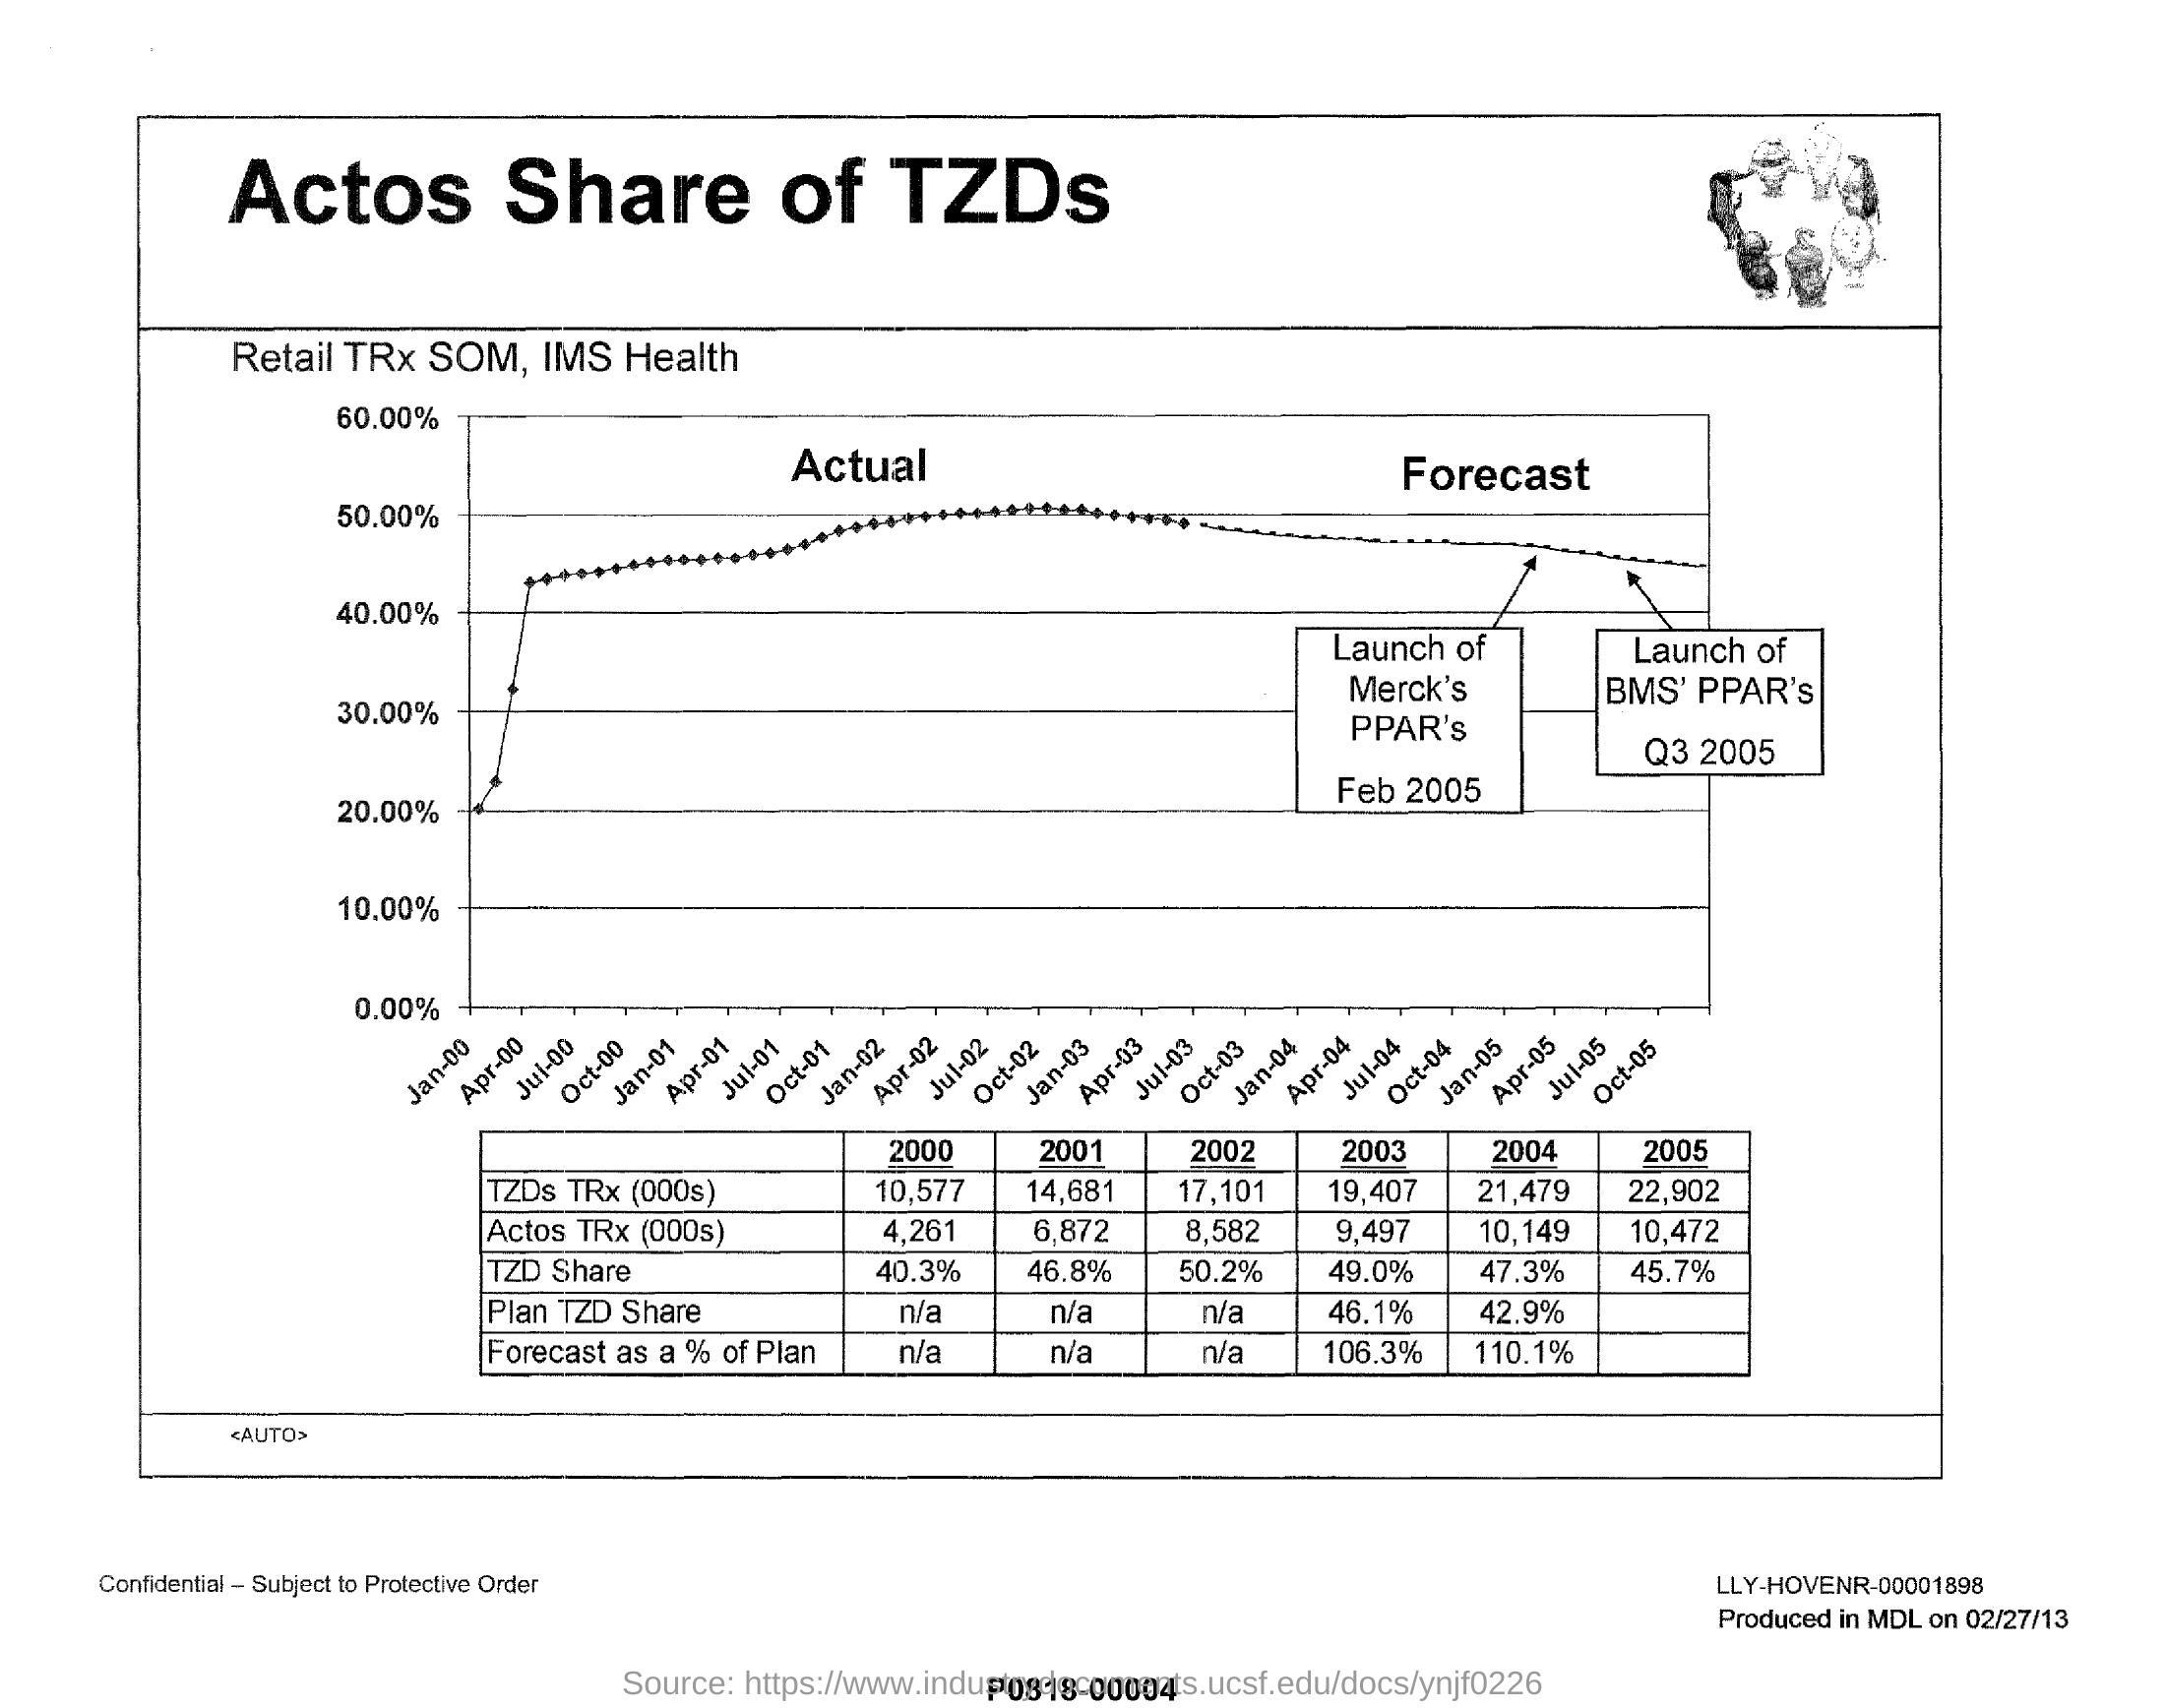 Actos Share of TZDs
Retail TRx SOM, IMS Health
60.00%
50.00%
40.00%
30.00%
20.00%
10.00%
0.00%
Actual
Forecast
Launch of
Merck's
PPAR's
Feb 2005
Launch of
BMS' PPAR's
Q3 2005
Jan-00 Apr-00 Jul-00 Oct-00 Jan-01 Apr-01 Jul-01 Oct-01 Jan-02 Apr-02 Jul-02 Oct-02 Jan-03 Apr-03 Jul-03 Oct-03 Jan-04 Apr-04 Jul-04 Oct-04 Jan-05 Apr-05 Jul-05 Oct-05
2000 2001 2002 2003 2004 2005
TZDs TRx (000s) 10,577 14,681 17,101 19,407 21,479 22,902
Actos TRx (000s) 4,261 6,872 8,582 9,497 10,149 10,472
TZD Share 40.3% 46.8% 50.2% 49.0% 47.3% 45.7%
Plan TZD Share n/a n/a n/a 46.1% 42.9%
Forecast as a % of Plan n/a n/a n/a 106.3% 110.1%
<AUTO>
Confidential – Subject to Protective Order
LLY-HOVENR-00001898
Produced in MDL on 02/27/13
Source: https://www.industrydocuments.ucsf.edu/docs/ynjf0226
P0818-00004